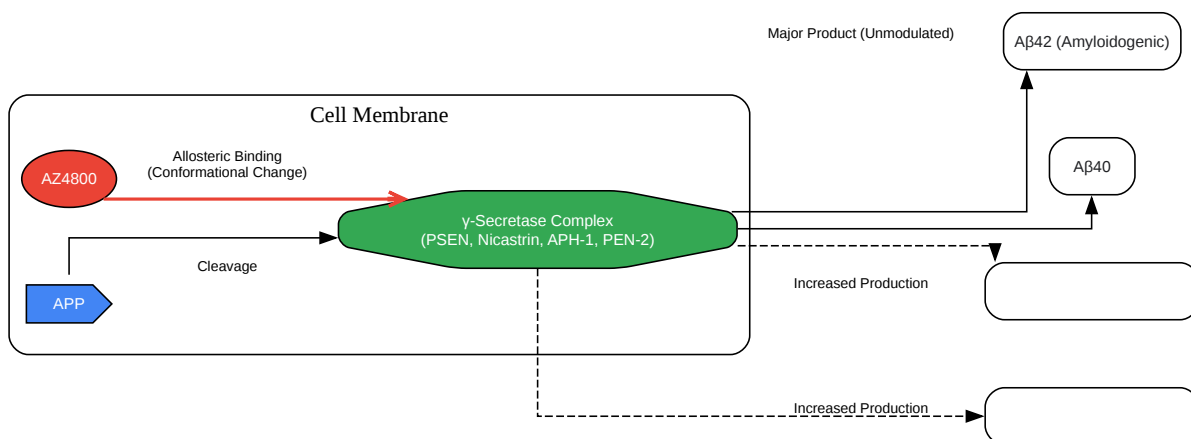 Major Product (Unmodulated)
Aβ42 (Amyloidogenic)
Cell Membrane
Allosteric Binding
(Conformational Change)
AZ4800
Aβ40
γ-Secretase Complex
(PSEN, Nicastrin, APH-1, PEN-2)
Cleavage
APP
Increased Production
Increased Production